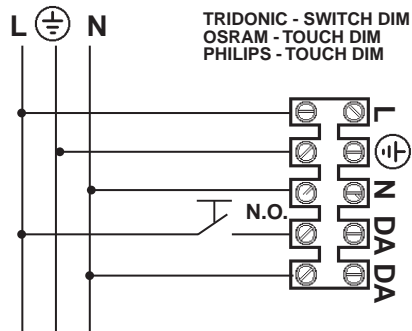 L N
TRIDONIC - SWITCH DIM
OSRAM - TOUCH DIM
PHILIPS - TOUCH DIM
L
N
N.O.
DA
DA